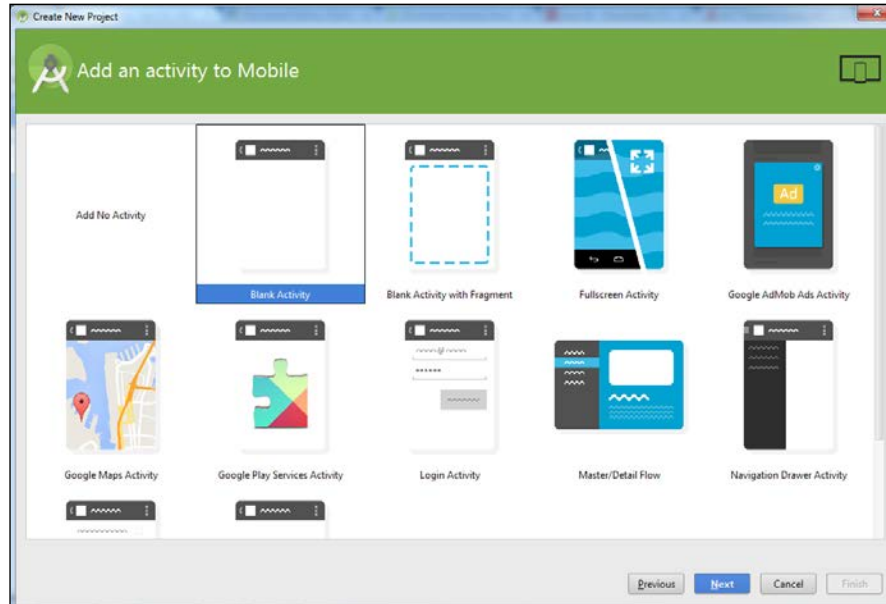 Create New Project
Add an activity to Mobile
Add No Activity
Blank Activity
Blank Activity with Fragment
Fullscreen Activity
Ad
Google AdMob Ads Activity
Google Maps Activity
Google Play Services Activity
Login Activity
Master/Detail Flow
Navigation Drawer Activity
Previous
Next
Cancel
Finish